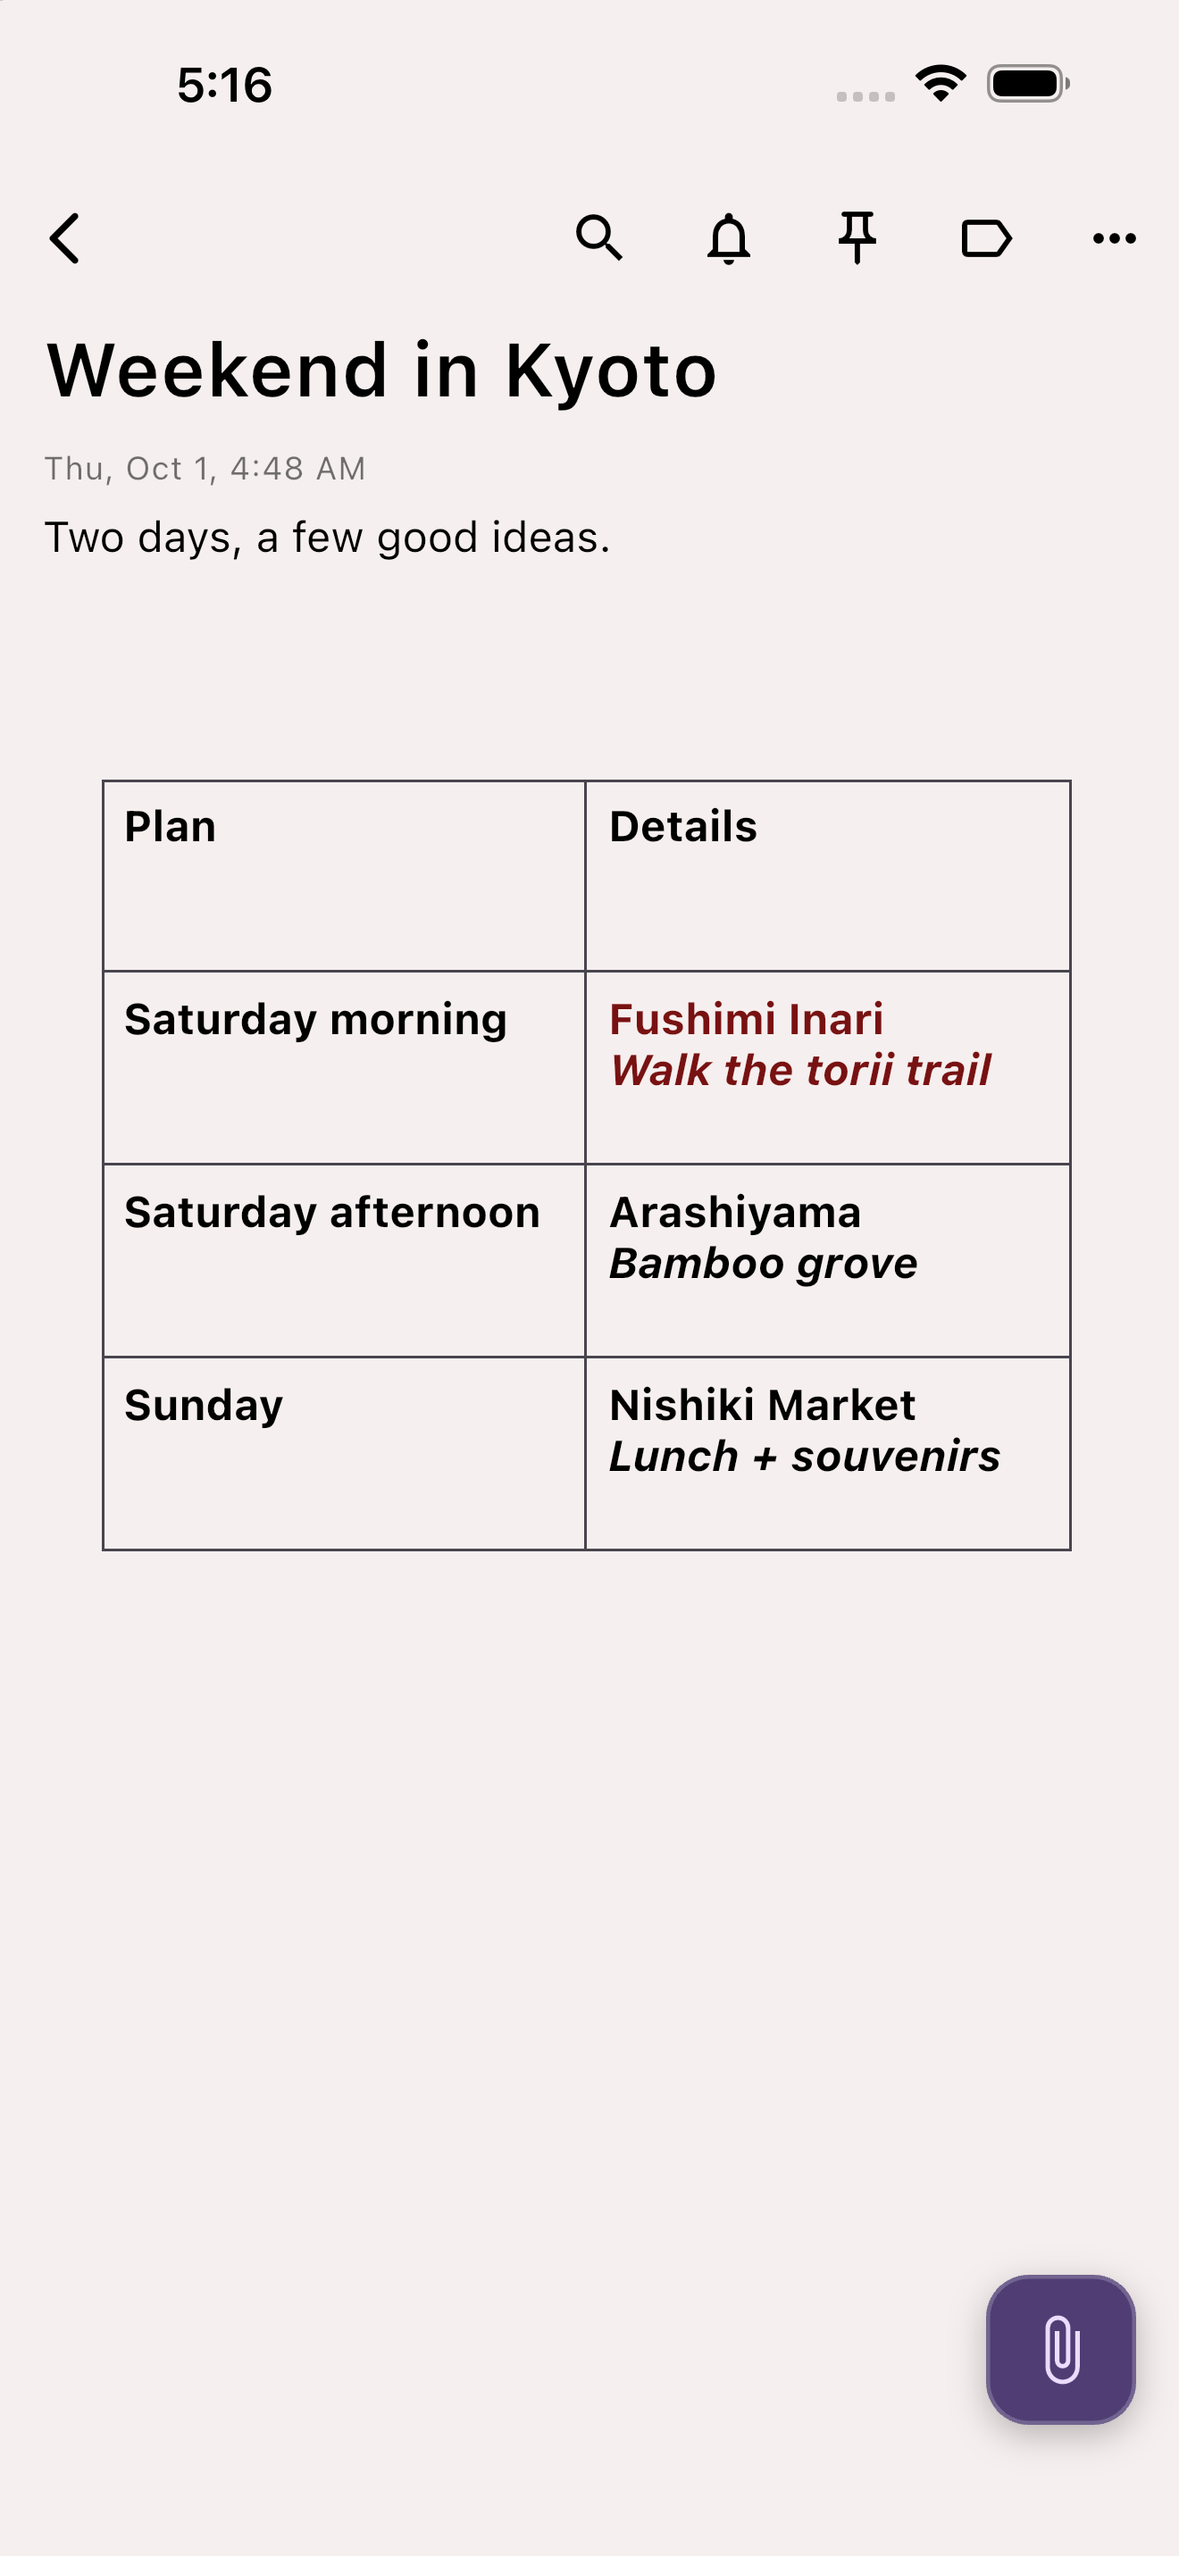 5:16
Weekend in Kyoto
Thu, Oct 1, 4:48 AM
Two days, a few good ideas.
Plan
Details
Saturday morning
Fushimi Inari
Walk the torii trail
Saturday afternoon
Arashiyama
Bamboo grove
Sunday
Nishiki Market
Lunch + souvenirs